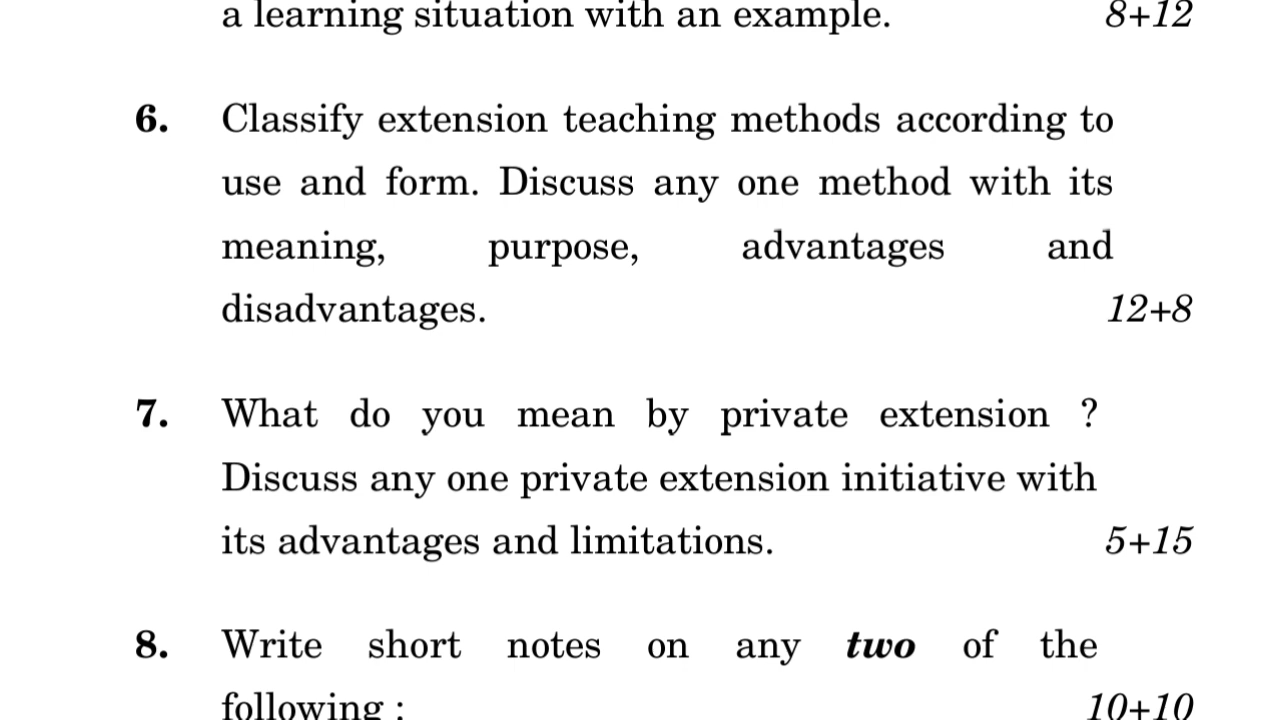 a learning situation with an example. 8+12
6. Classify extension teaching methods according to
use and form. Discuss any one method with its
meaning, purpose, advantages and
disadvantages. 12+8
7. What do you mean by private extension ?
Discuss any one private extension initiative with
its advantages and limitations. 5+15
8. Write short notes on any two of the
following : 10+10